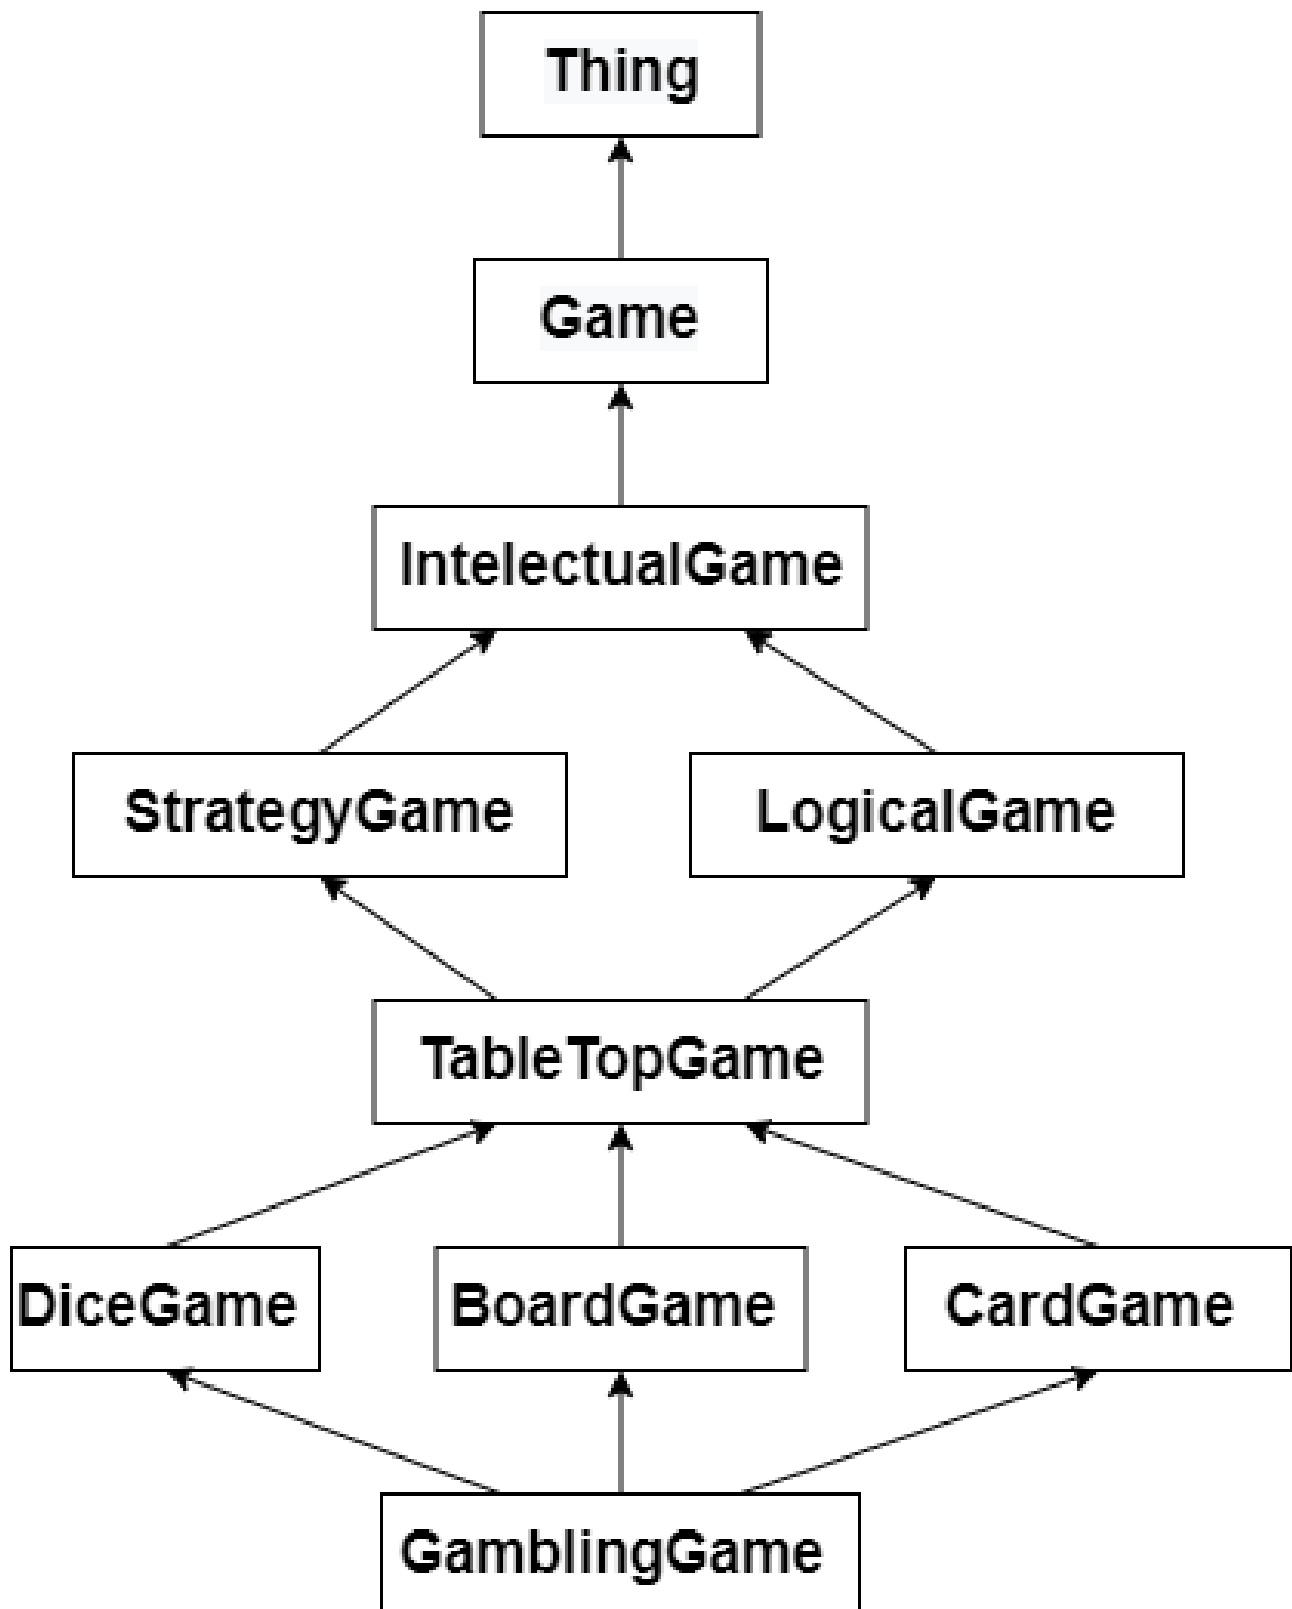 Thing
Game
IntelectualGame
StrategyGame
LogicalGame
TableTopGame
DiceGame
BoardGame
CardGame
GamblingGame